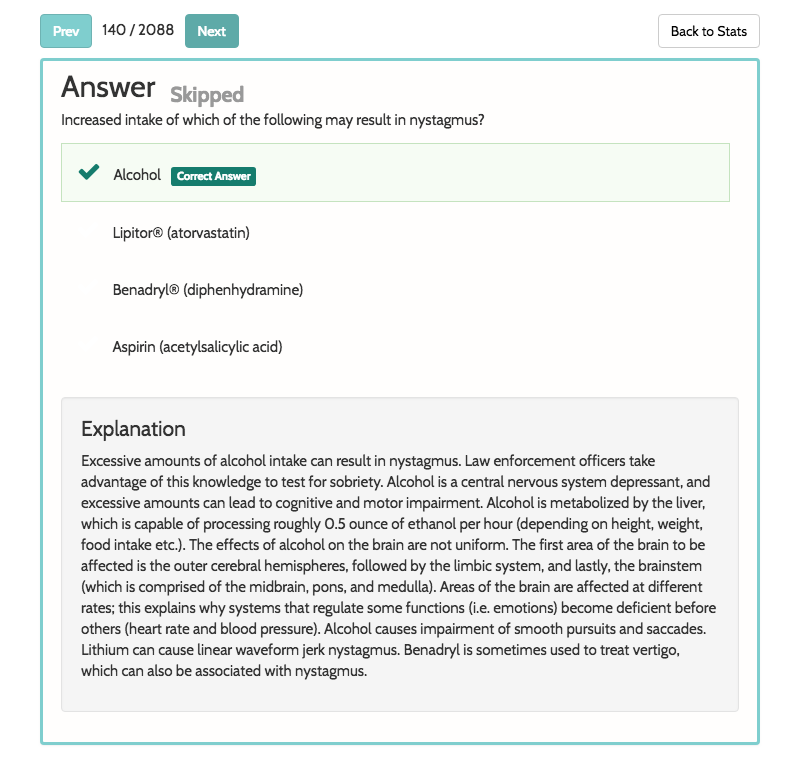 Prev 140 / 2088 Next Back to Stats
Answer Skipped
Increased intake of which of the following may result in nystagmus?
Alcohol Correct Answer
Lipitor® (atorvastatin)
Benadryl® (diphenhydramine)
Aspirin (acetylsalicylic acid)
Explanation
Excessive amounts of alcohol intake can result in nystagmus. Law enforcement officers take
advantage of this knowledge to test for sobriety. Alcohol is a central nervous system depressant, and
excessive amounts can lead to cognitive and motor impairment. Alcohol is metabolized by the liver,
which is capable of processing roughly 0.5 ounce of ethanol per hour (depending on height, weight,
food intake etc.). The effects of alcohol on the brain are not uniform. The first area of the brain to be
affected is the outer cerebral hemispheres, followed by the limbic system, and lastly, the brainstem
(which is comprised of the midbrain, pons, and medulla). Areas of the brain are affected at different
rates; this explains why systems that regulate some functions (i.e. emotions) become deficient before
others (heart rate and blood pressure). Alcohol causes impairment of smooth pursuits and saccades.
Lithium can cause linear waveform jerk nystagmus. Benadryl is sometimes used to treat vertigo,
which can also be associated with nystagmus.